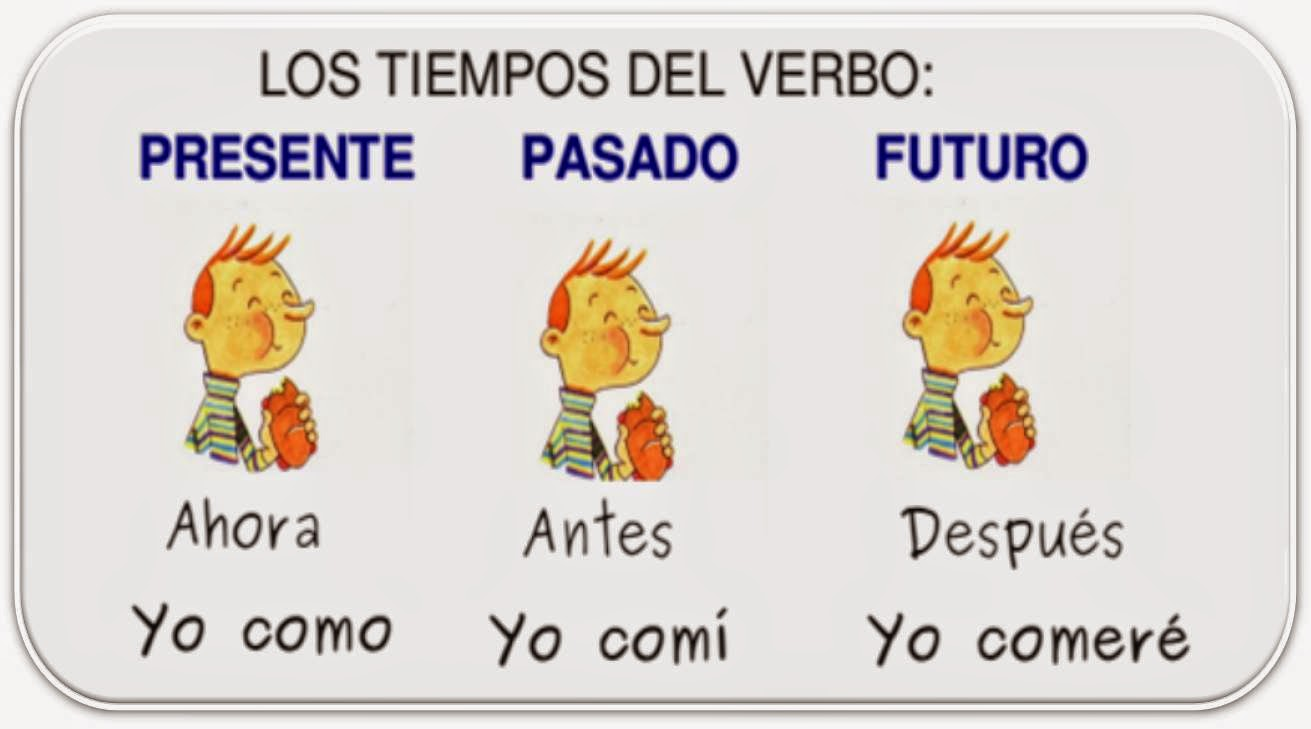 LOS TIEMPOS DEL VERBO:
PRESENTE PASADO FUTURO
Ahora Antes Después
Yo como Yo comí Yo comeré